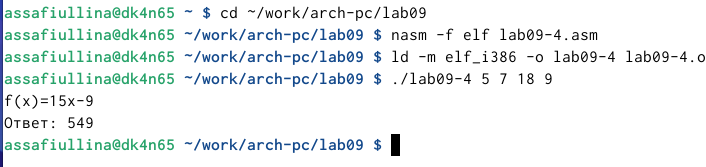 assafiullina@dk4n65 ~ $ cd ~/work/arch-pc/lab09
assafiullina@dk4n65 ~/work/arch-pc/lab09 $ nasm -f elf lab09-4.asm
assafiullina@dk4n65 ~/work/arch-pc/lab09 $ ld -m elf_i386 -o lab09-4 lab09-4.o
assafiullina@dk4n65 ~/work/arch-pc/lab09 $ ./lab09-4 5 7 18 9
f(x)=15x-9
Ответ: 549
assafiullina@dk4n65 ~/work/arch-pc/lab09 $